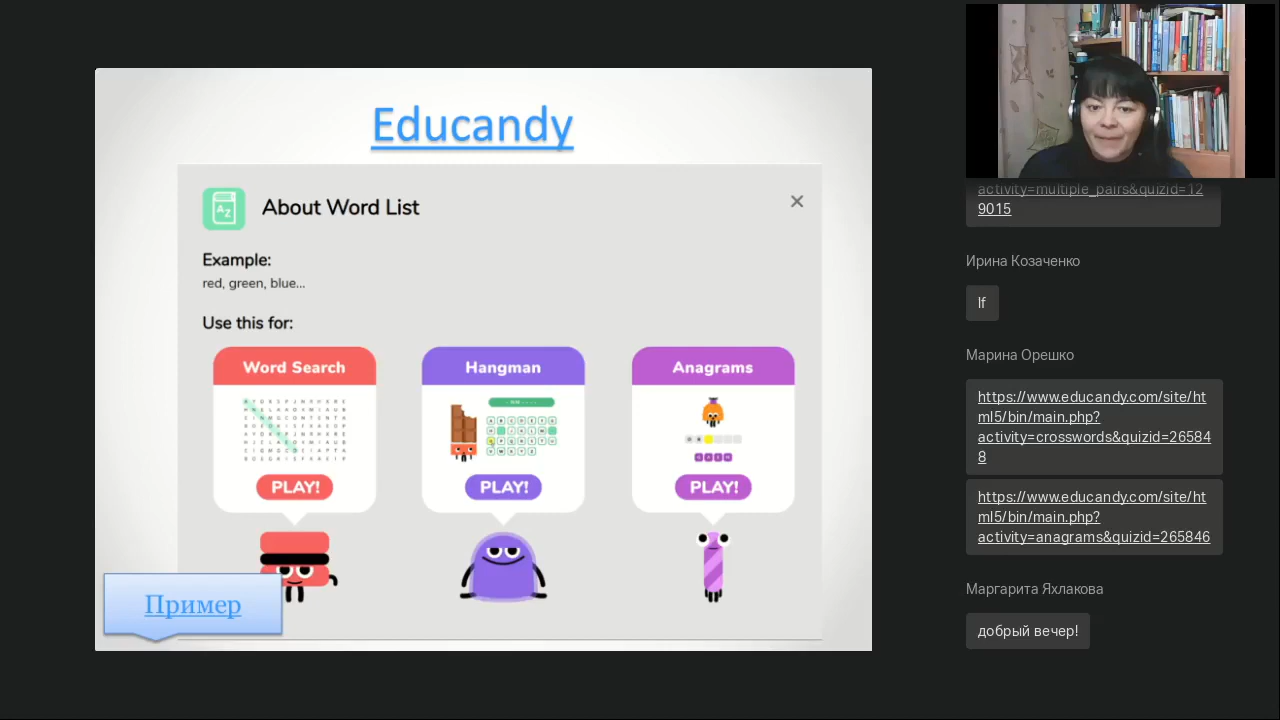 Educandy
About Word List
Example:
red, green, blue...
Use this for:
Word Search
Hangman
Anagrams
PLAY!
PLAY!
PLAY!
Пример
activity=multiple_pairs&quizid=12
9015
Ирина Козаченко
lf
Марина Орешко
https://www.educandy.com/site/ht
ml5/bin/main.php?
activity=crosswords&quizid=26584
8
https://www.educandy.com/site/ht
ml5/bin/main.php?
activity=anagrams&quizid=265846
Маргарита Яхлакова
добрый вечер!